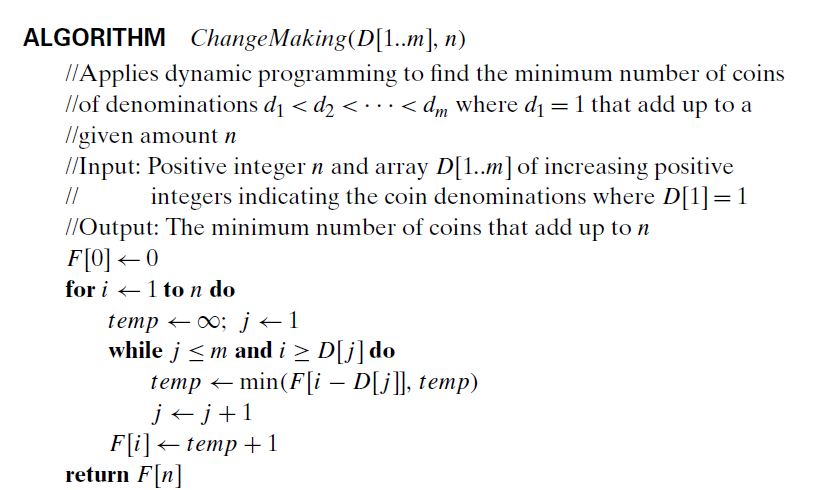 ALGORITHM ChangeMaking(D[1..m], n)
//Applies dynamic programming to find the minimum number of coins
//of denominations d₁ < d₂ < · · · < dₘ where d₁ = 1 that add up to a
//given amount n
//Input: Positive integer n and array D[1..m] of increasing positive
// integers indicating the coin denominations where D[1] = 1
//Output: The minimum number of coins that add up to n
F[0] ← 0
for i ← 1 to n do
temp ← ∞; j ← 1
while j ≤ m and i ≥ D[j] do
temp ← min(F[i − D[j]], temp)
j ← j + 1
F[i] ← temp + 1
return F[n]